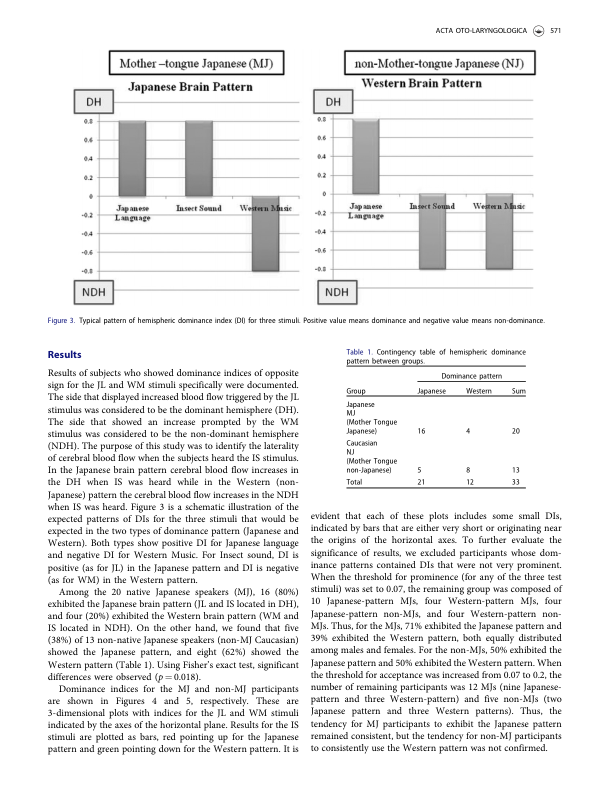 ACTA OTO-LARYNGOLOGICA 571
Mother –tongue Japanese (MJ)
Japanese Brain Pattern
DH
0.8
0.6
0.4
0.2
0
-0.2
-0.4
-0.6
-0.8
Japanese
Language
Insect Sound
Western Music
NDH
non-Mother-tongue Japanese (NJ)
Western Brain Pattern
DH
0.8
0.6
0.4
0.2
0
-0.2
-0.4
-0.6
-0.8
Japanese
Language
Insect Sound
Western Music
NDH
Figure 3. Typical pattern of hemispheric dominance index (DI) for three stimuli. Positive value means dominance and negative value means non-dominance.
Results
Results of subjects who showed dominance indices of opposite
sign for the JL and WM stimuli specifically were documented.
The side that displayed increased blood flow triggered by the JL
stimulus was considered to be the dominant hemisphere (DH).
The side that showed an increase prompted by the WM
stimulus was considered to be the non-dominant hemisphere
(NDH). The purpose of this study was to identify the laterality
of cerebral blood flow when the subjects heard the IS stimulus.
In the Japanese brain pattern cerebral blood flow increases in
the DH when IS was heard while in the Western (non-
Japanese) pattern the cerebral blood flow increases in the NDH
when IS was heard. Figure 3 is a schematic illustration of the
expected patterns of DIs for the three stimuli that would be
expected in the two types of dominance pattern (Japanese and
Western). Both types show positive DI for Japanese language
and negative DI for Western Music. For Insect sound, DI is
positive (as for JL) in the Japanese pattern and DI is negative
(as for WM) in the Western pattern.
Among the 20 native Japanese speakers (MJ), 16 (80%)
exhibited the Japanese brain pattern (JL and IS located in DH),
and four (20%) exhibited the Western brain pattern (WM and
IS located in NDH). On the other hand, we found that five
(38%) of 13 non-native Japanese speakers (non-MJ Caucasian)
showed the Japanese pattern, and eight (62%) showed the
Western pattern (Table 1). Using Fisher's exact test, significant
differences were observed (p = 0.018).
Dominance indices for the MJ and non-MJ participants
are shown in Figures 4 and 5, respectively. These are
3-dimensional plots with indices for the JL and WM stimuli
indicated by the axes of the horizontal plane. Results for the IS
stimuli are plotted as bars, red pointing up for the Japanese
pattern and green pointing down for the Western pattern. It is
Table 1. Contingency table of hemispheric dominance
pattern between groups.
Dominance pattern
Group Japanese Western Sum
Japanese
MJ
(Mother Tongue
Japanese) 16 4 20
Caucasian
NJ
(Mother Tongue
non-Japanese) 5 8 13
Total 21 12 33
evident that each of these plots includes some small DIs,
indicated by bars that are either very short or originating near
the origins of the horizontal axes. To further evaluate the
significance of results, we excluded participants whose dom-
inance patterns contained DIs that were not very prominent.
When the threshold for prominence (for any of the three test
stimuli) was set to 0.07, the remaining group was composed of
10 Japanese-pattern MJs, four Western-pattern MJs, four
Japanese-pattern non-MJs, and four Western-pattern non-
MJs. Thus, for the MJs, 71% exhibited the Japanese pattern and
39% exhibited the Western pattern, both equally distributed
among males and females. For the non-MJs, 50% exhibited the
Japanese pattern and 50% exhibited the Western pattern. When
the threshold for acceptance was increased from 0.07 to 0.2, the
number of remaining participants was 12 MJs (nine Japanese-
pattern and three Western-pattern) and five non-MJs (two
Japanese pattern and three Western patterns). Thus, the
tendency for MJ participants to exhibit the Japanese pattern
remained consistent, but the tendency for non-MJ participants
to consistently use the Western pattern was not confirmed.